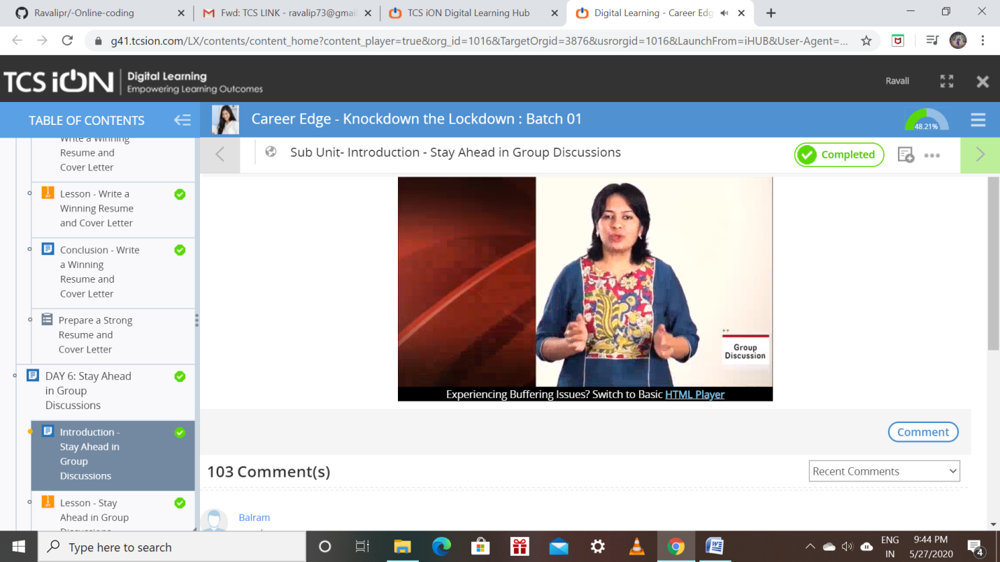 Ravalipr/-Online-coding
Fwd: TCS LINK - ravalip73@gmai
TCS iON Digital Learning Hub
Digital Learning - Career Edg
g41.tcsion.com/LX/contents/content_home?content_player=true&org_id=1016&TargetOrgid=3876&usrorgid=1016&LaunchFrom=iHUB&User-Agent=...
TCS iON
Digital Learning
Empowering Learning Outcomes
Ravali
TABLE OF CONTENTS
Career Edge - Knockdown the Lockdown : Batch 01
48.21%
Write a Winning
Resume and
Cover Letter
Lesson - Write a
Winning Resume
and Cover Letter
Conclusion - Write
a Winning
Resume and
Cover Letter
Prepare a Strong
Resume and
Cover Letter
DAY 6: Stay Ahead
in Group
Discussions
Introduction -
Stay Ahead in
Group
Discussions
Lesson - Stay
Ahead in Group
Discussions
Sub Unit- Introduction - Stay Ahead in Group Discussions
Completed
Group
Discussion
Experiencing Buffering Issues? Switch to Basic HTML Player
Comment
103 Comment(s)
Recent Comments
Balram
Type here to search
ENG
IN
9:44 PM
5/27/2020
4